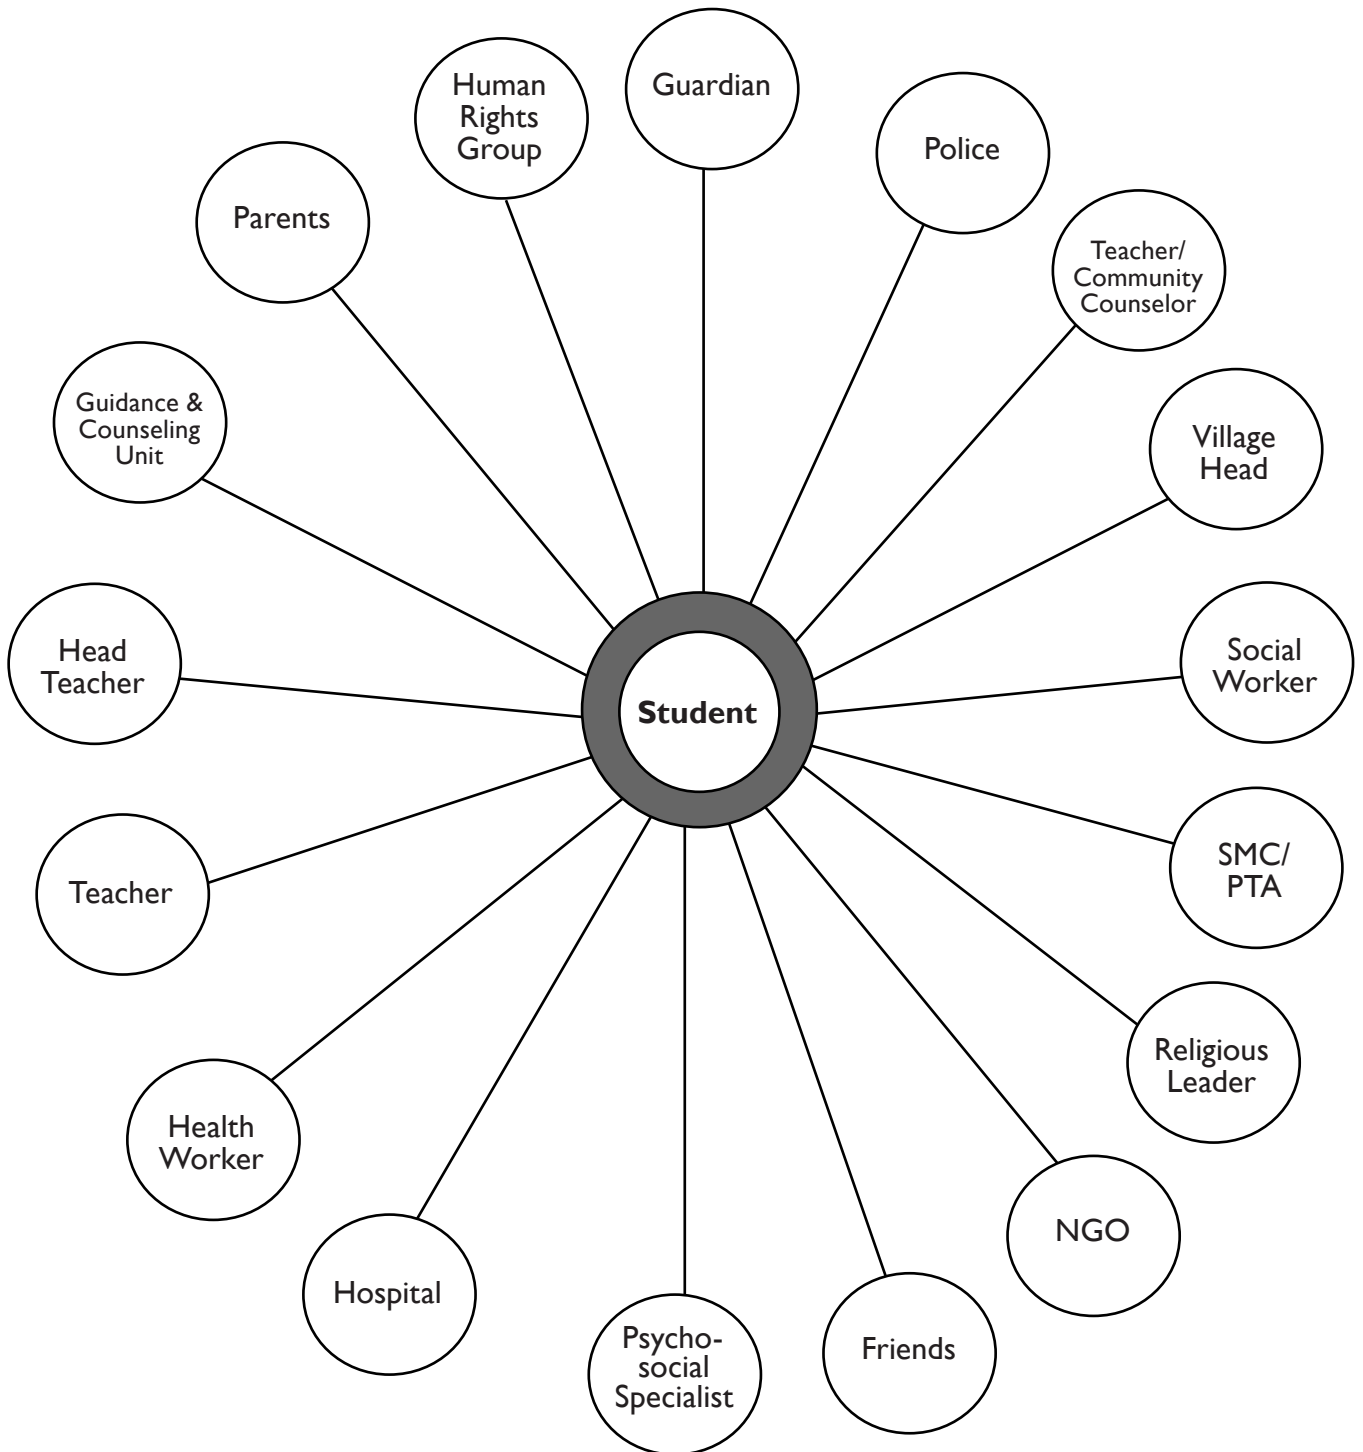 Guardian
Human
Rights
Group
Police
Parents
Teacher/
Community
Counselor
Guidance &
Counseling
Unit
Village
Head
Head
Teacher
Social
Worker
Student
Teacher
SMC/
PTA
Religious
Leader
Health
Worker
NGO
Hospital
Psycho-
social
Specialist
Friends